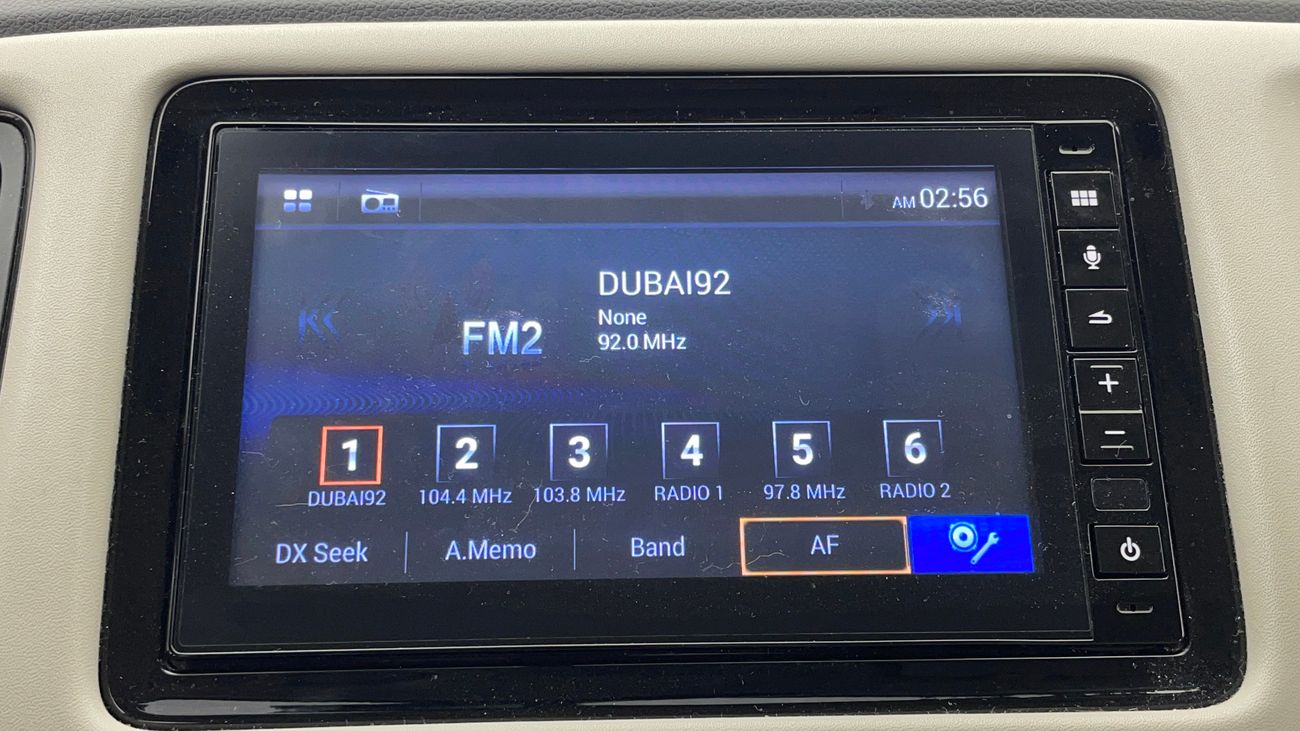 AM 02:56
DUBAI92
None
FM2
92.0 MHz
1 2 3 4 5 6
DUBAI92 104.4 MHz 103.8 MHz RADIO 1 97.8 MHz RADIO 2
DX Seek A.Memo Band AF